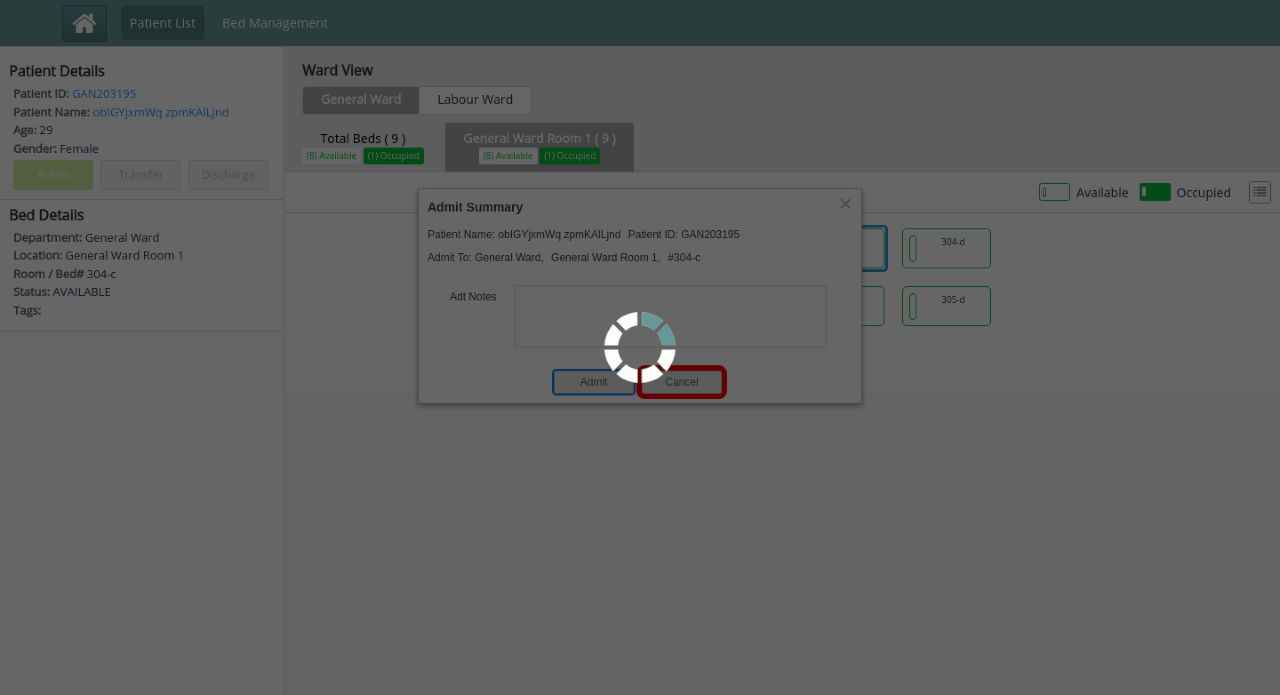 Patient List
Bed Management
Patient Details
Patient ID: GAN203195
Patient Name: obIGYjxmWq zpmKAlLjnd
Age: 29
Gender: Female
Admit
Transfer
Discharge
Bed Details
Department: General Ward
Location: General Ward Room 1
Room / Bed# 304-c
Status: AVAILABLE
Tags:
Ward View
General Ward
Labour Ward
Total Beds ( 9 )
(8) Available (1) Occupied
General Ward Room 1 ( 9 )
(8) Available (1) Occupied
Available
Occupied
304-d
305-d
Admit Summary
Patient Name: obIGYjxmWq zpmKAlLjnd Patient ID: GAN203195
Admit To: General Ward, General Ward Room 1, #304-c
Adt Notes
Admit
Cancel